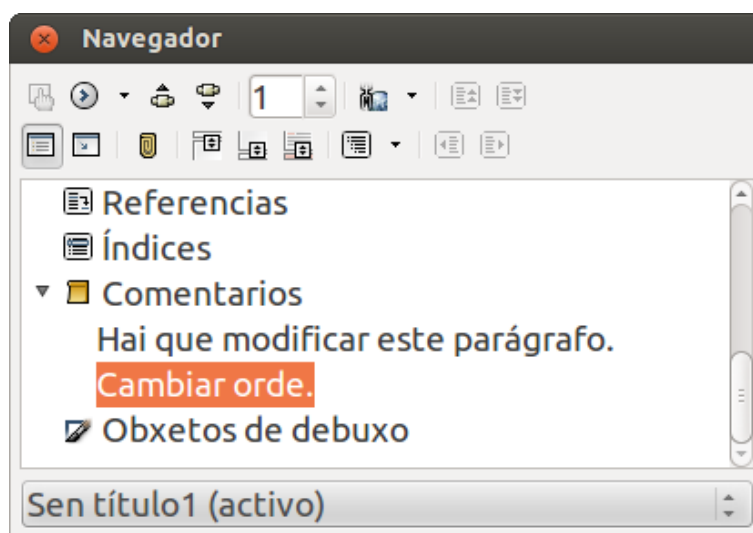 Navegador
1
Referencias
Índices
Comentarios
Hai que modificar este parágrafo.
Cambiar orde.
Obxetos de debuxo
Sen título1 (activo)